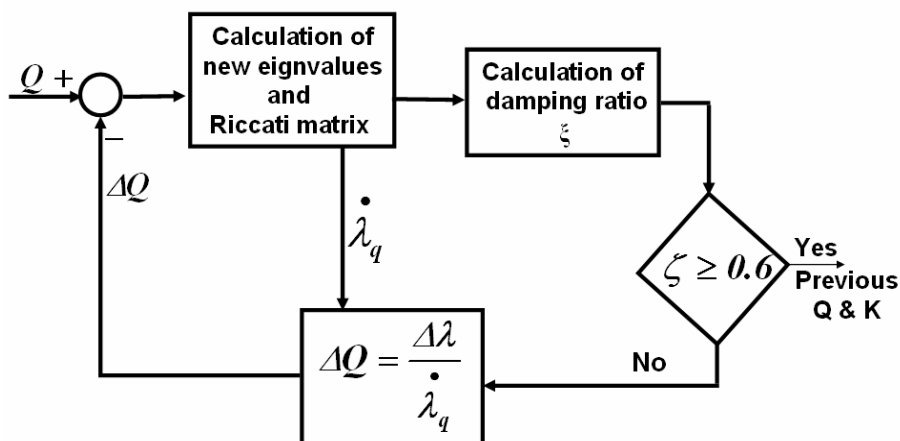 Q +
Calculation of
new eignvalues
and
Riccati matrix
Calculation of
damping ratio
ξ
−
ΔQ
λ̇q
ζ ≥ 0.6
Yes
Previous
Q & K
No
ΔQ = Δλ / λ̇q